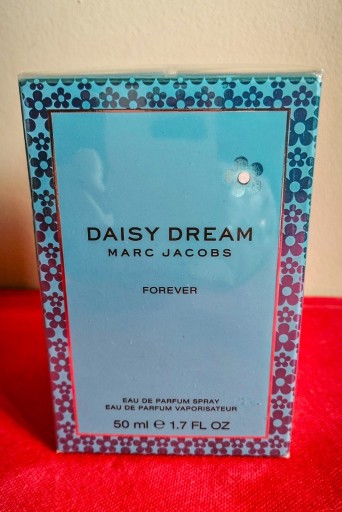 DAISY DREAM
MARC JACOBS
FOREVER
EAU DE PARFUM SPRAY
EAU DE PARFUM VAPORISATEUR
50 ml ℮ 1.7 FL OZ